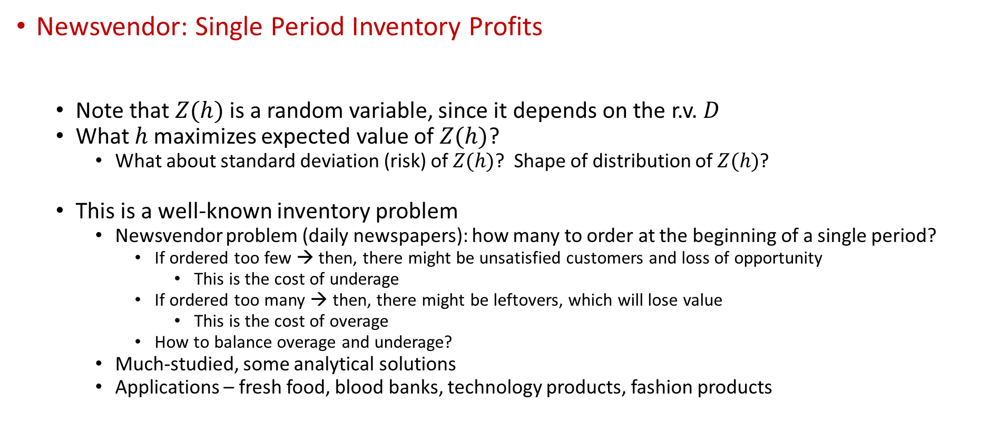 • Newsvendor: Single Period Inventory Profits
• Note that Z(h) is a random variable, since it depends on the r.v. D
• What h maximizes expected value of Z(h)?
• What about standard deviation (risk) of Z(h)? Shape of distribution of Z(h)?
• This is a well-known inventory problem
• Newsvendor problem (daily newspapers): how many to order at the beginning of a single period?
• If ordered too few → then, there might be unsatisfied customers and loss of opportunity
• This is the cost of underage
• If ordered too many → then, there might be leftovers, which will lose value
• This is the cost of overage
• How to balance overage and underage?
• Much-studied, some analytical solutions
• Applications – fresh food, blood banks, technology products, fashion products